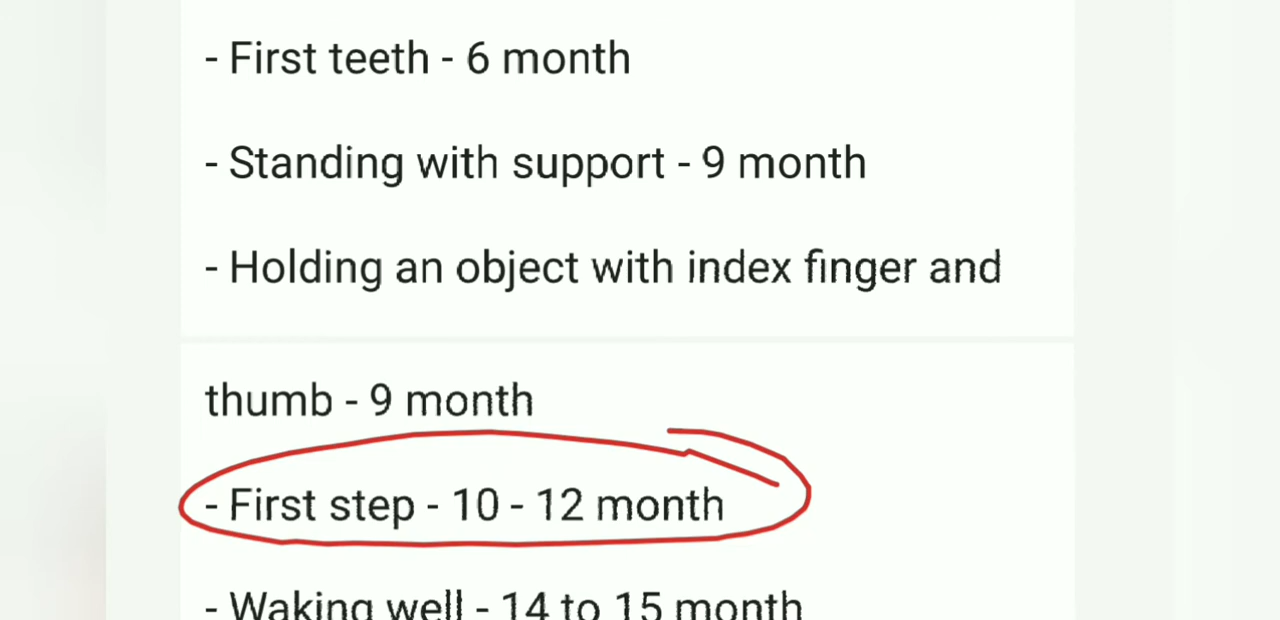 - First teeth - 6 month
- Standing with support - 9 month
- Holding an object with index finger and
thumb - 9 month
- First step - 10 - 12 month
- Waking well - 14 to 15 month